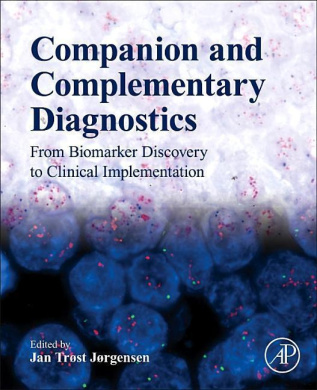 Companion and
Complementary
Diagnostics
From Biomarker Discovery
to Clinical Implementation
Edited by
Jan Trøst Jørgensen
AP